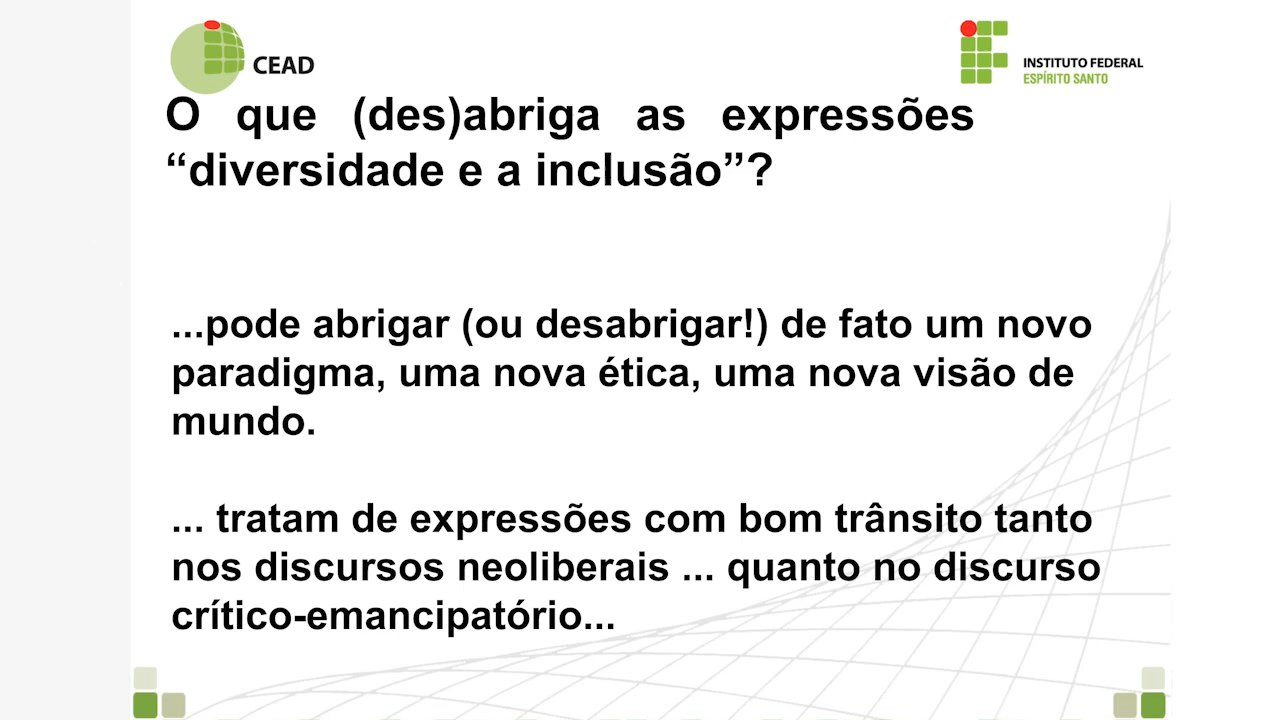 CEAD
INSTITUTO FEDERAL
ESPÍRITO SANTO
O que (des)abriga as expressões
“diversidade e a inclusão”?
...pode abrigar (ou desabrigar!) de fato um novo
paradigma, uma nova ética, uma nova visão de
mundo.
... tratam de expressões com bom trânsito tanto
nos discursos neoliberais ... quanto no discurso
crítico-emancipatório...